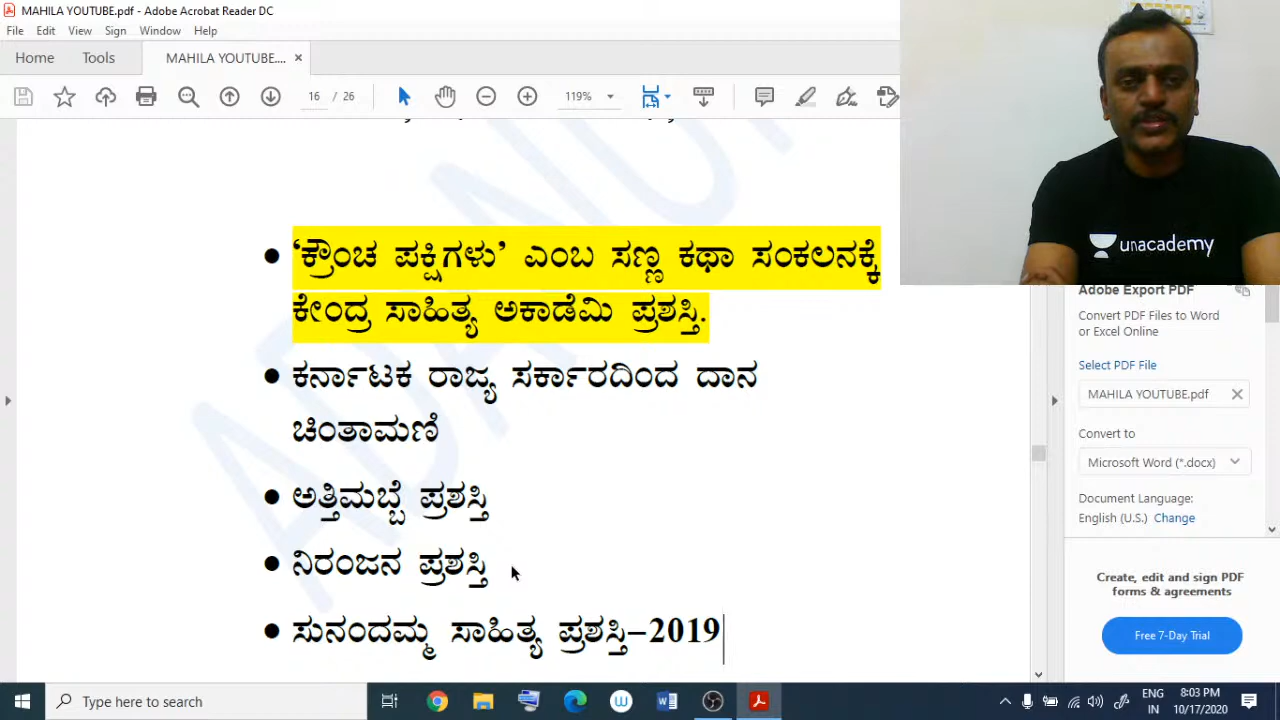 MAHILA YOUTUBE.pdf - Adobe Acrobat Reader DC
File Edit View Sign Window Help
Home Tools MAHILA YOUTUBE.... ×
16 / 26 119%
unacademy
‘ಕ್ರೌಂಚ ಪಕ್ಷಿಗಳು’ ಎಂಬ ಸಣ್ಣ ಕಥಾ ಸಂಕಲನಕ್ಕೆ
ಕೇಂದ್ರ ಸಾಹಿತ್ಯ ಅಕಾಡೆಮಿ ಪ್ರಶಸ್ತಿ.
• ಕರ್ನಾಟಕ ರಾಜ್ಯ ಸರ್ಕಾರದಿಂದ ದಾನ
ಚಿಂತಾಮಣಿ
• ಅತ್ತಿಮಬ್ಬೆ ಪ್ರಶಸ್ತಿ
• ನಿರಂಜನ ಪ್ರಶಸ್ತಿ
• ಸುನಂದಮ್ಮ ಸಾಹಿತ್ಯ ಪ್ರಶಸ್ತಿ–2019
Adobe Export PDF
Convert PDF Files to Word
or Excel Online
Select PDF File
MAHILA YOUTUBE.pdf
Convert to
Microsoft Word (*.docx)
Document Language:
English (U.S.) Change
Create, edit and sign PDF
forms & agreements
Free 7-Day Trial
Type here to search
ENG
IN
8:03 PM
10/17/2020